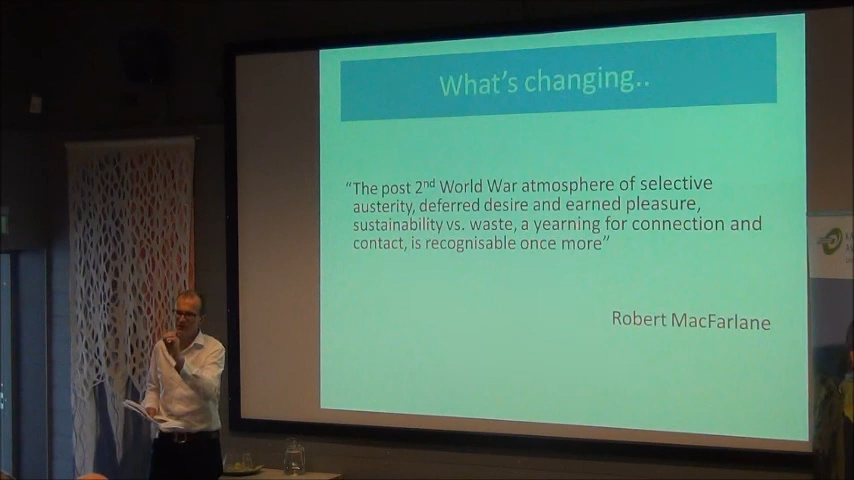 What's changing..
“The post 2nd World War atmosphere of selective
austerity, deferred desire and earned pleasure,
sustainability vs. waste, a yearning for connection and
contact, is recognisable once more”
Robert MacFarlane